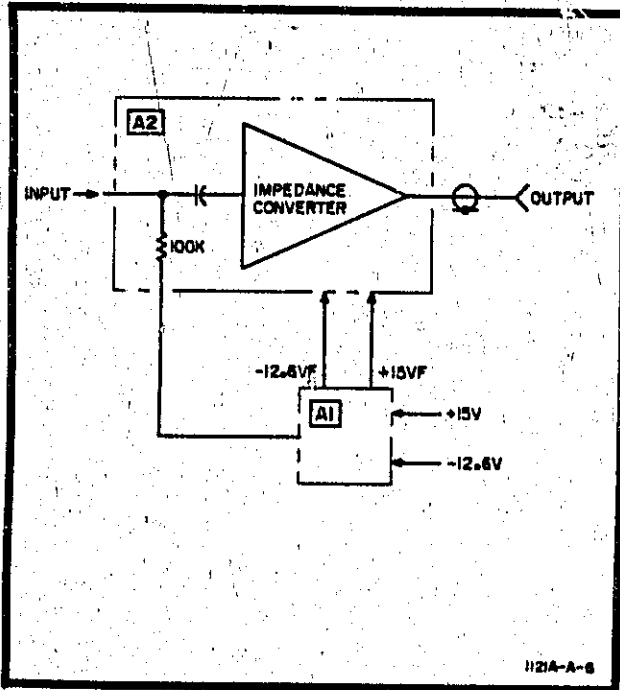 A2
INPUT
IMPEDANCE
CONVERTER
OUTPUT
100K
-12.6VF
+15VF
A1
+15V
-12.6V
1121A-A-6